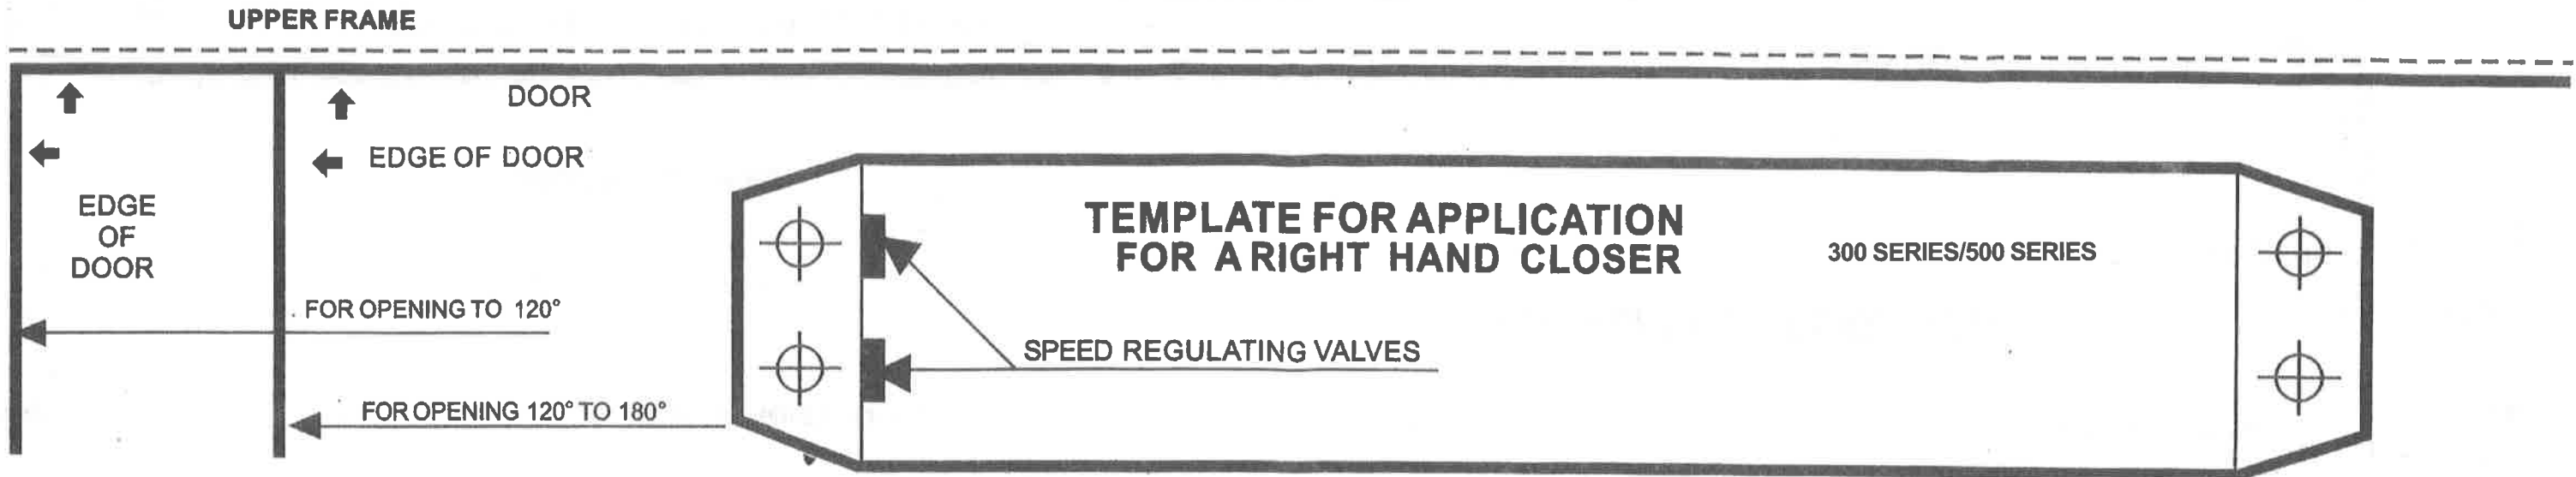 UPPER FRAME
DOOR
EDGE OF DOOR
EDGE
OF
DOOR
FOR OPENING TO 120°
FOR OPENING 120° TO 180°
TEMPLATE FOR APPLICATION
FOR A RIGHT HAND CLOSER
300 SERIES/500 SERIES
SPEED REGULATING VALVES